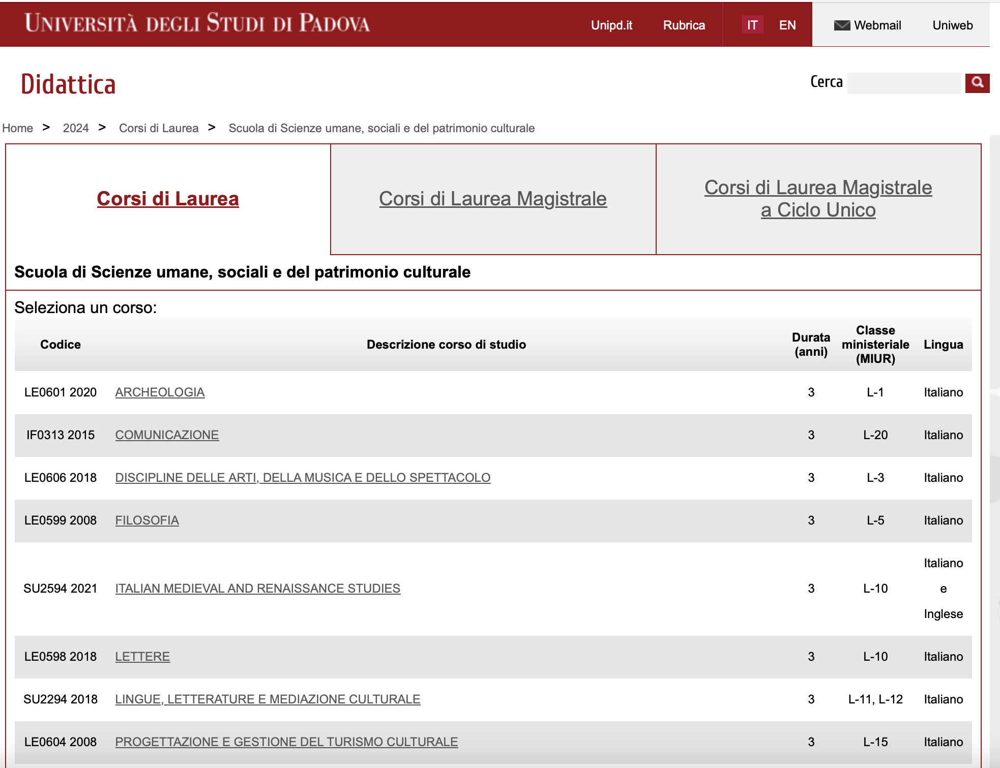 UNIVERSITÀ DEGLI STUDI DI PADOVA
Unipd.it Rubrica IT EN Webmail Uniweb
Didattica
Cerca
Home > 2024 > Corsi di Laurea > Scuola di Scienze umane, sociali e del patrimonio culturale
Corsi di Laurea
Corsi di Laurea Magistrale
Corsi di Laurea Magistrale
a Ciclo Unico
Scuola di Scienze umane, sociali e del patrimonio culturale
Seleziona un corso:
Codice Descrizione corso di studio Durata (anni) Classe ministeriale (MIUR) Lingua
LE0601 2020 ARCHEOLOGIA 3 L-1 Italiano
IF0313 2015 COMUNICAZIONE 3 L-20 Italiano
LE0606 2018 DISCIPLINE DELLE ARTI, DELLA MUSICA E DELLO SPETTACOLO 3 L-3 Italiano
LE0599 2008 FILOSOFIA 3 L-5 Italiano
SU2594 2021 ITALIAN MEDIEVAL AND RENAISSANCE STUDIES 3 L-10 Italiano e Inglese
LE0598 2018 LETTERE 3 L-10 Italiano
SU2294 2018 LINGUE, LETTERATURE E MEDIAZIONE CULTURALE 3 L-11, L-12 Italiano
LE0604 2008 PROGETTAZIONE E GESTIONE DEL TURISMO CULTURALE 3 L-15 Italiano